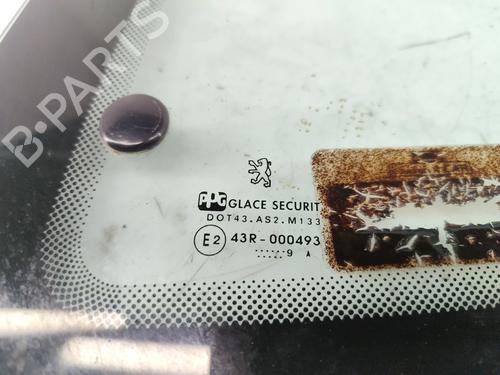 B-PARTS
PPG GLACE SECURIT
DOT43.AS2.M133
E2 43R-000493
.....9 A